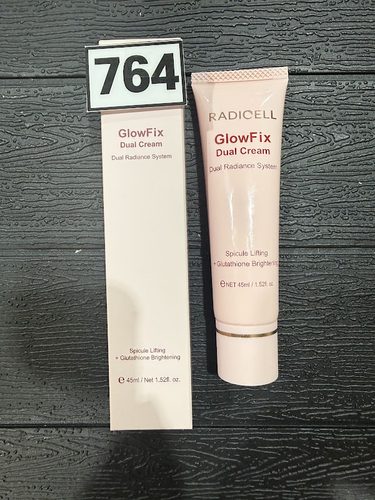 764
GlowFix
Dual Cream
Dual Radiance System
Spicule Lifting
+ Glutathione Brightening
℮ 45ml / Net 1.52fl. oz.
RADICELL
GlowFix
Dual Cream
Dual Radiance System
Spicule Lifting
+ Glutathione Brightening
℮ NET 45ml / 1.52fl. oz